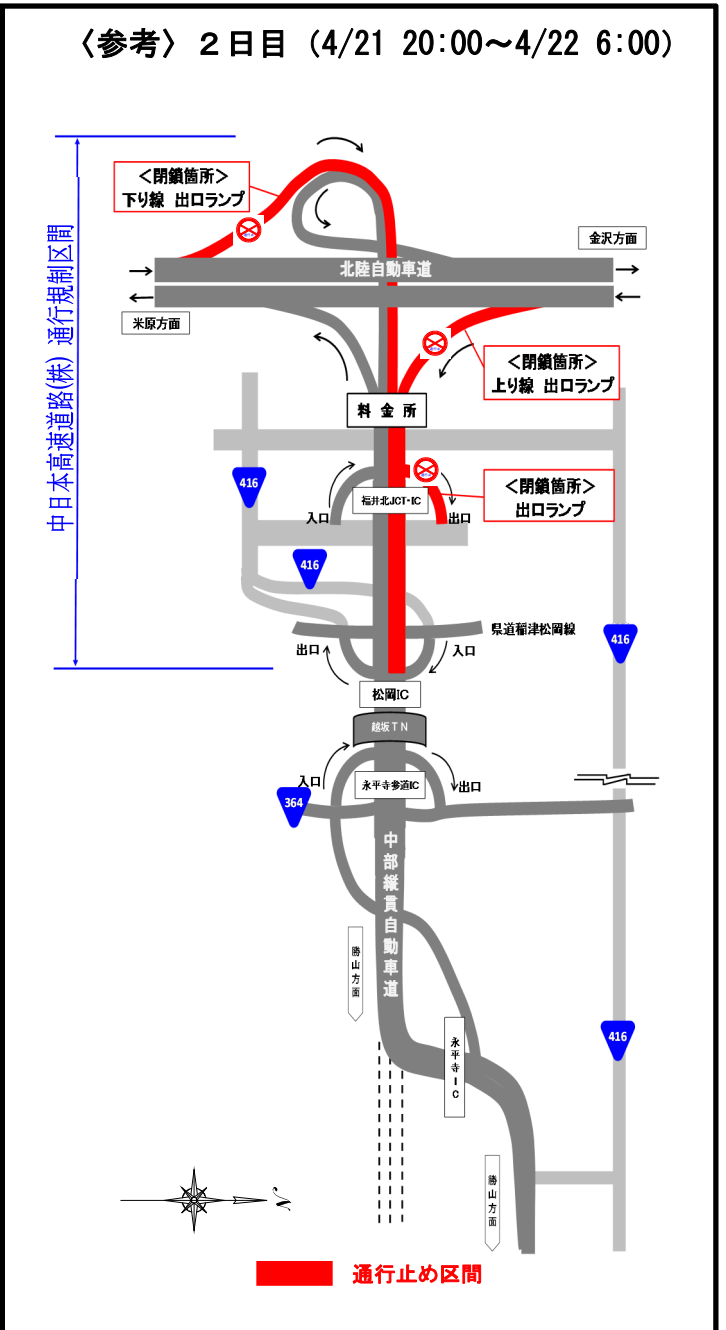 〈参考〉２日目（4/21 20:00～4/22 6:00）
＜閉鎖箇所＞
下り線 出口ランプ
金沢方面
北陸自動車道
米原方面
＜閉鎖箇所＞
上り線 出口ランプ
料金所
中日本高速道路(株) 通行規制区間
416
福井北JCT・IC
入口
出口
＜閉鎖箇所＞
出口ランプ
416
県道稲津松岡線
416
出口
入口
松岡IC
越坂TN
入口
永平寺参道IC
出口
364
中部縦貫自動車道
勝山方面
永平寺IC
416
勝山方面
N
通行止め区間